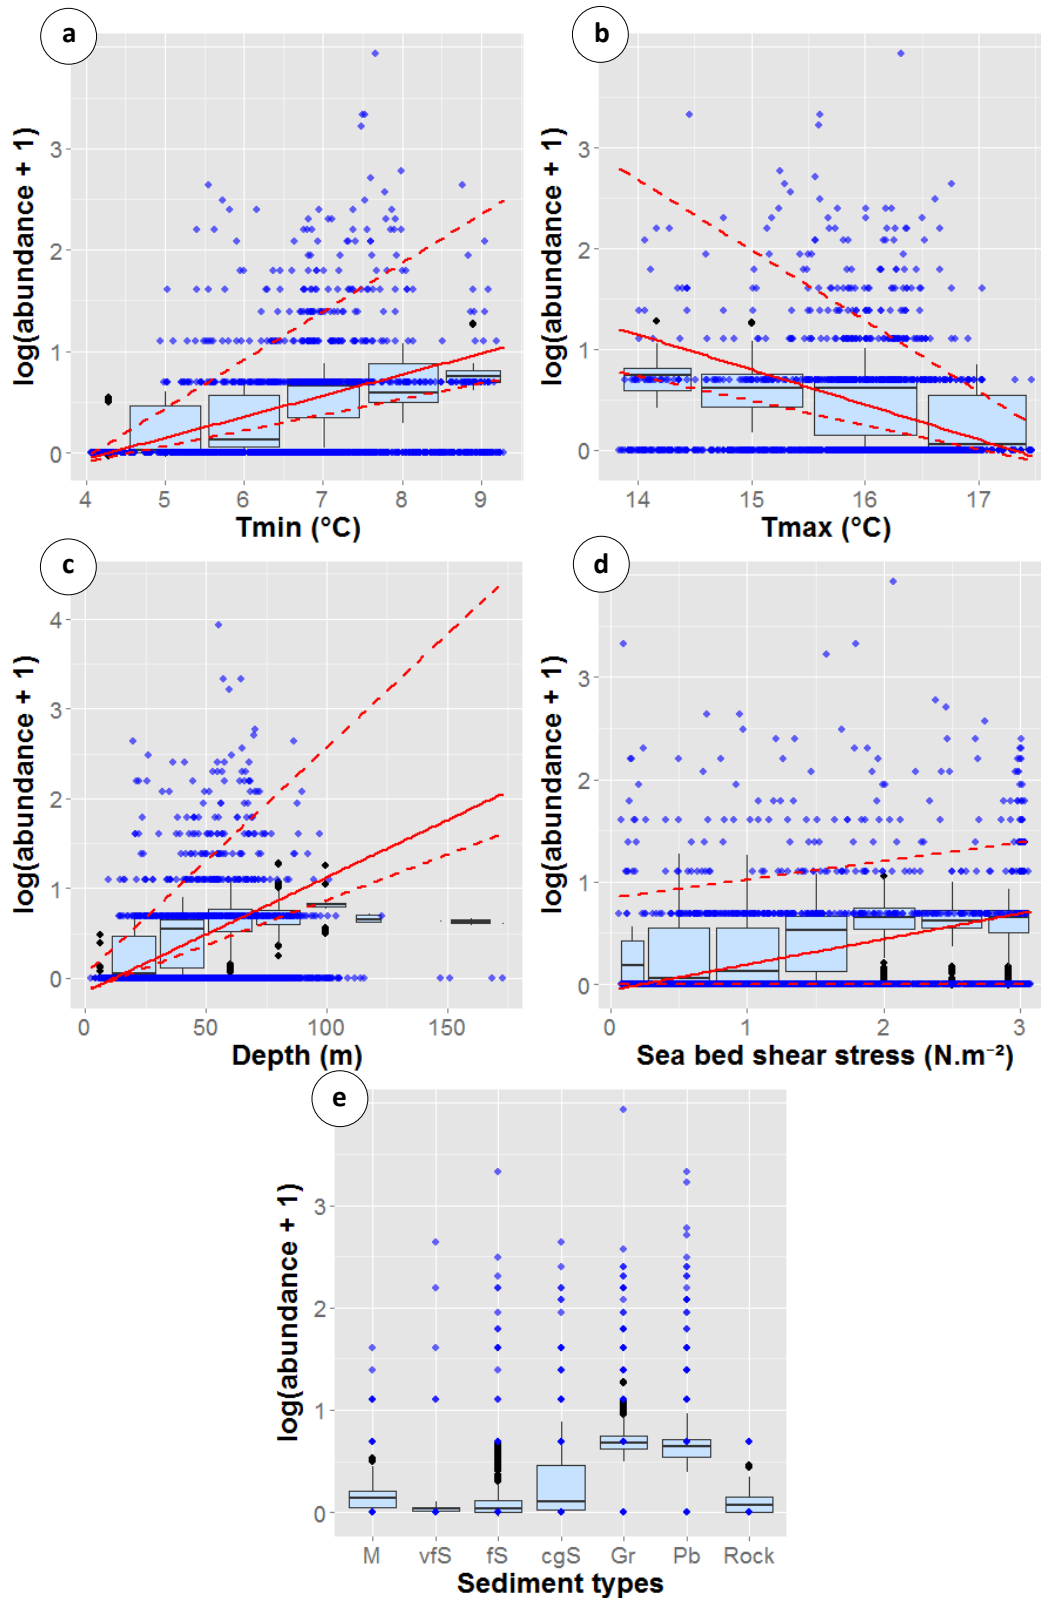 a
b
log(abundance + 1)
3
2
1
0
4 5 6 7 8 9
Tmin (°C)
log(abundance + 1)
3
2
1
0
14 15 16 17
Tmax (°C)
c
d
log(abundance + 1)
4
3
2
1
0
0 50 100 150
Depth (m)
log(abundance + 1)
3
2
1
0
0 1 2 3
Sea bed shear stress (N.m⁻²)
e
log(abundance + 1)
3
2
1
0
M vfS fS cgS Gr Pb Rock
Sediment types